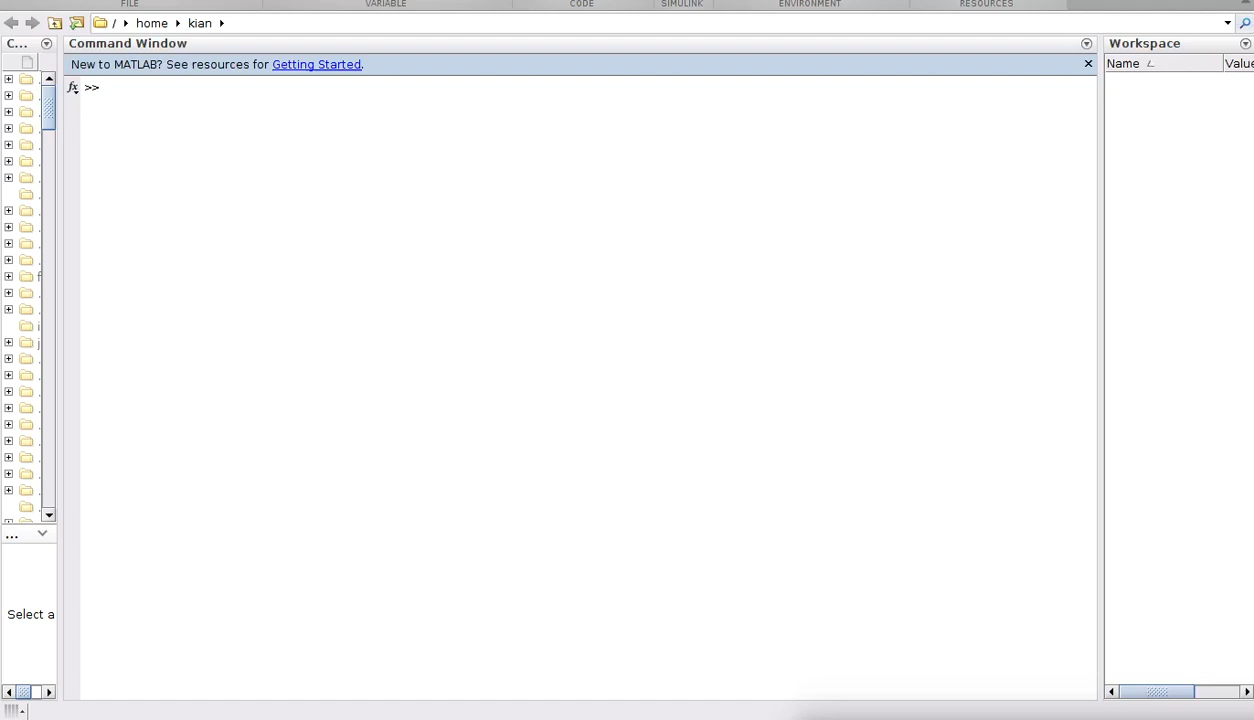 FILE VARIABLE CODE SIMULINK ENVIRONMENT RESOURCES
/ home kian
C... Command Window Workspace
New to MATLAB? See resources for Getting Started. Name Value
fx >>
f
i
j
...
Select a